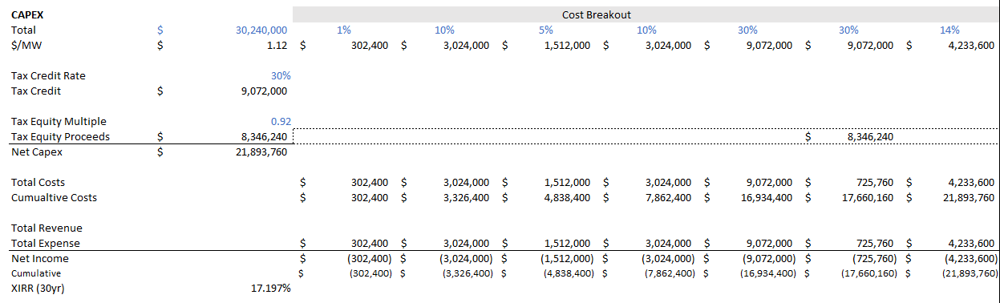 CAPEX Cost Breakout
Total $ 30,240,000 1% 10% 5% 10% 30% 30% 14%
$/MW $ 1.12 $ 302,400 $ 3,024,000 $ 1,512,000 $ 3,024,000 $ 9,072,000 $ 9,072,000 $ 4,233,600
Tax Credit Rate 30%
Tax Credit $ 9,072,000
Tax Equity Multiple 0.92
Tax Equity Proceeds $ 8,346,240 $ 8,346,240
Net Capex $ 21,893,760
Total Costs $ 302,400 $ 3,024,000 $ 1,512,000 $ 3,024,000 $ 9,072,000 $ 725,760 $ 4,233,600
Cumualtive Costs $ 302,400 $ 3,326,400 $ 4,838,400 $ 7,862,400 $ 16,934,400 $ 17,660,160 $ 21,893,760
Total Revenue
Total Expense $ 302,400 $ 3,024,000 $ 1,512,000 $ 3,024,000 $ 9,072,000 $ 725,760 $ 4,233,600
Net Income $ (302,400) $ (3,024,000) $ (1,512,000) $ (3,024,000) $ (9,072,000) $ (725,760) $ (4,233,600)
Cumulative $ (302,400) $ (3,326,400) $ (4,838,400) $ (7,862,400) $ (16,934,400) $ (17,660,160) $ (21,893,760)
XIRR (30yr) 17.197%